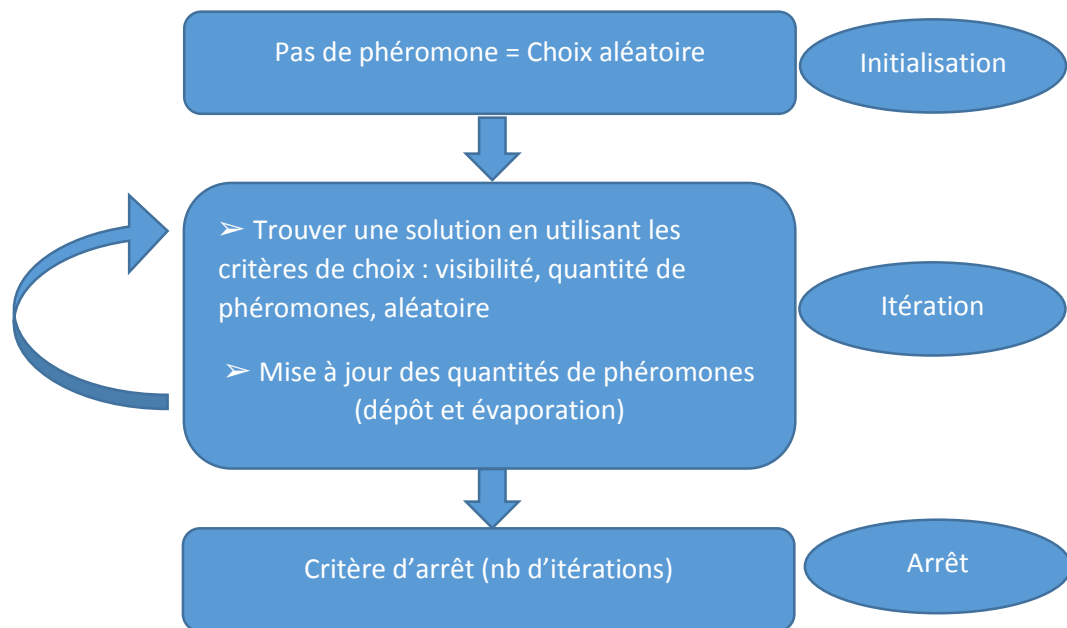 Pas de phéromone = Choix aléatoire
Initialisation
➢ Trouver une solution en utilisant les
critères de choix : visibilité, quantité de
phéromones, aléatoire
➢ Mise à jour des quantités de phéromones
(dépôt et évaporation)
Itération
Critère d’arrêt (nb d’itérations)
Arrêt